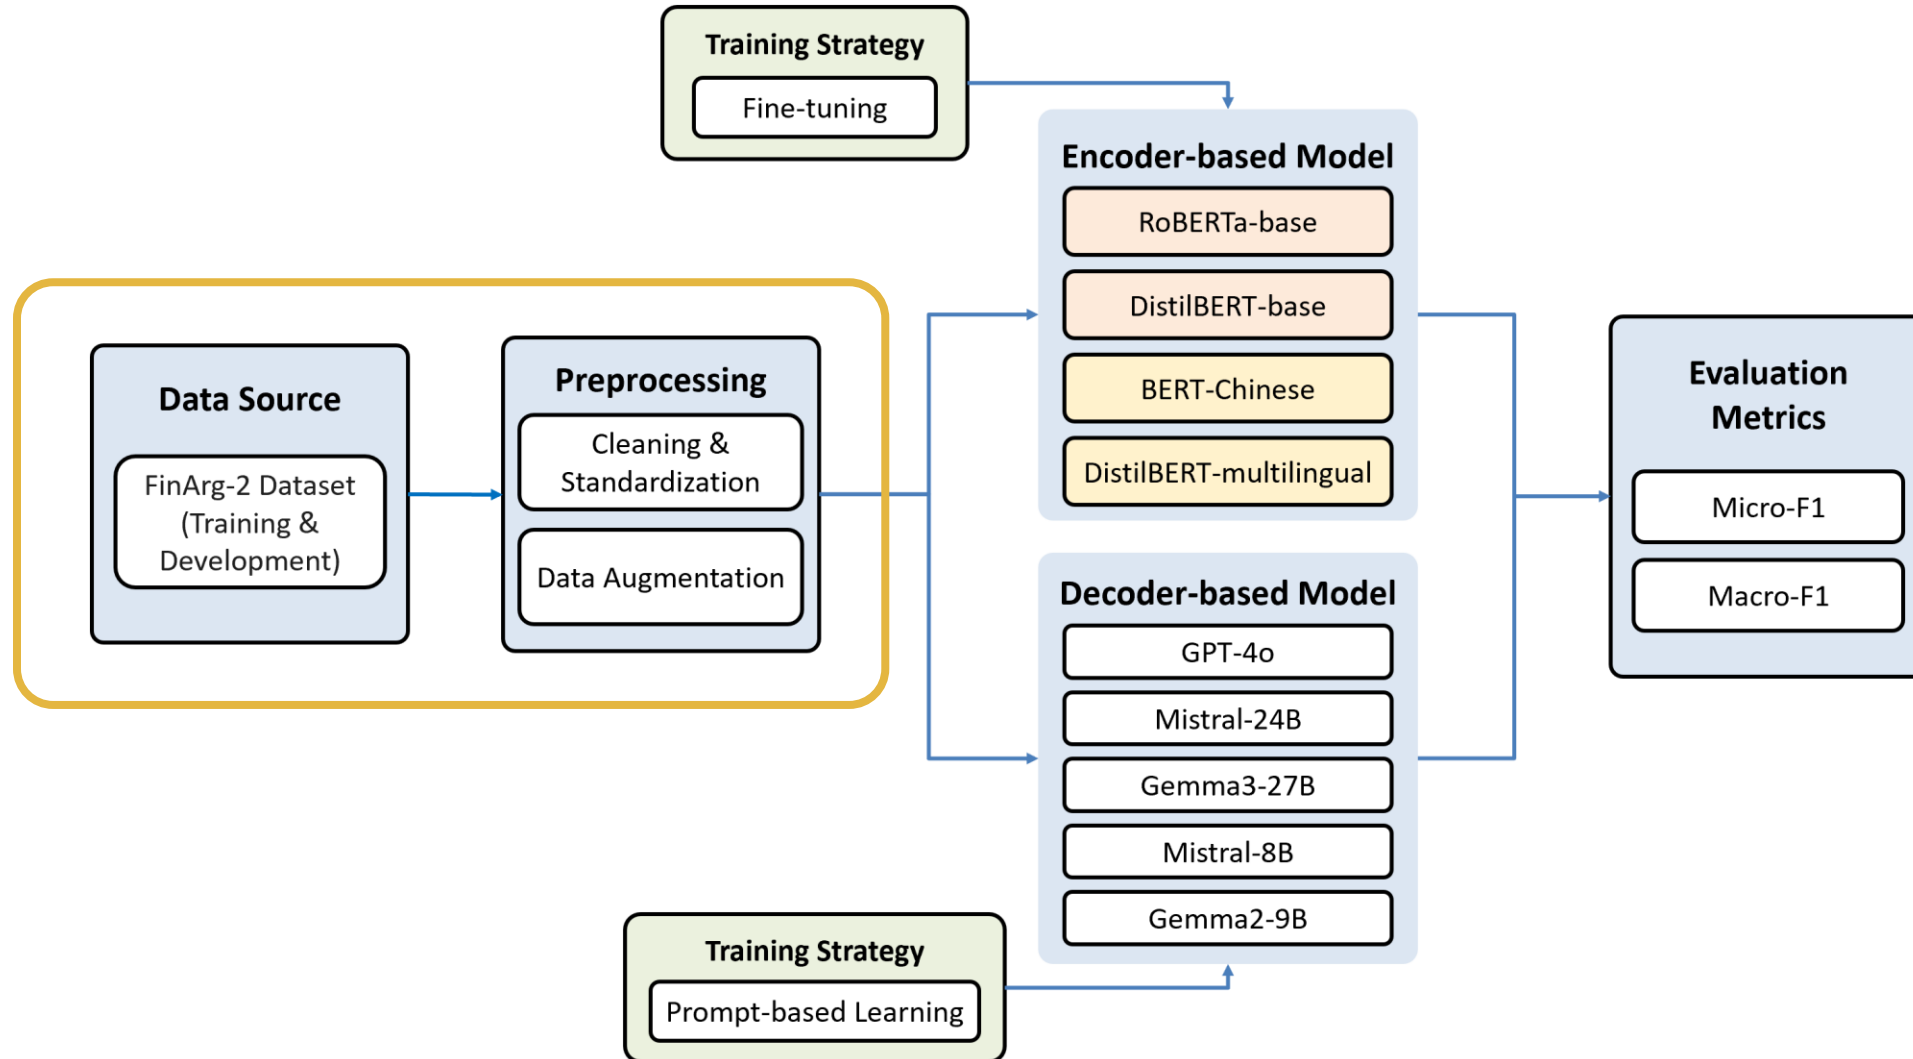 Training Strategy
Fine-tuning
Data Source
FinArg-2 Dataset
(Training &
Development)
Preprocessing
Cleaning &
Standardization
Data Augmentation
Encoder-based Model
RoBERTa-base
DistilBERT-base
BERT-Chinese
DistilBERT-multilingual
Decoder-based Model
GPT-4o
Mistral-24B
Gemma3-27B
Mistral-8B
Gemma2-9B
Training Strategy
Prompt-based Learning
Evaluation
Metrics
Micro-F1
Macro-F1